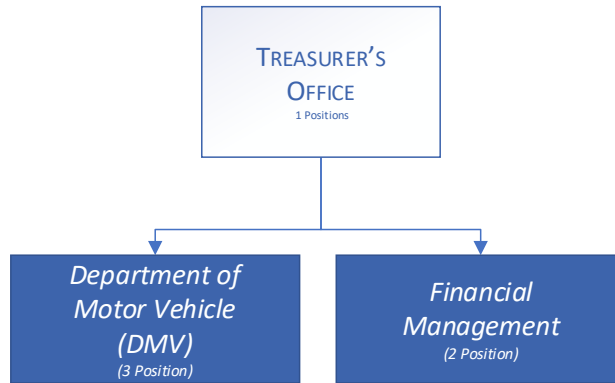 TREASURER'S
OFFICE
1 Positions
Department of
Motor Vehicle
(DMV)
(3 Position)
Financial
Management
(2 Position)